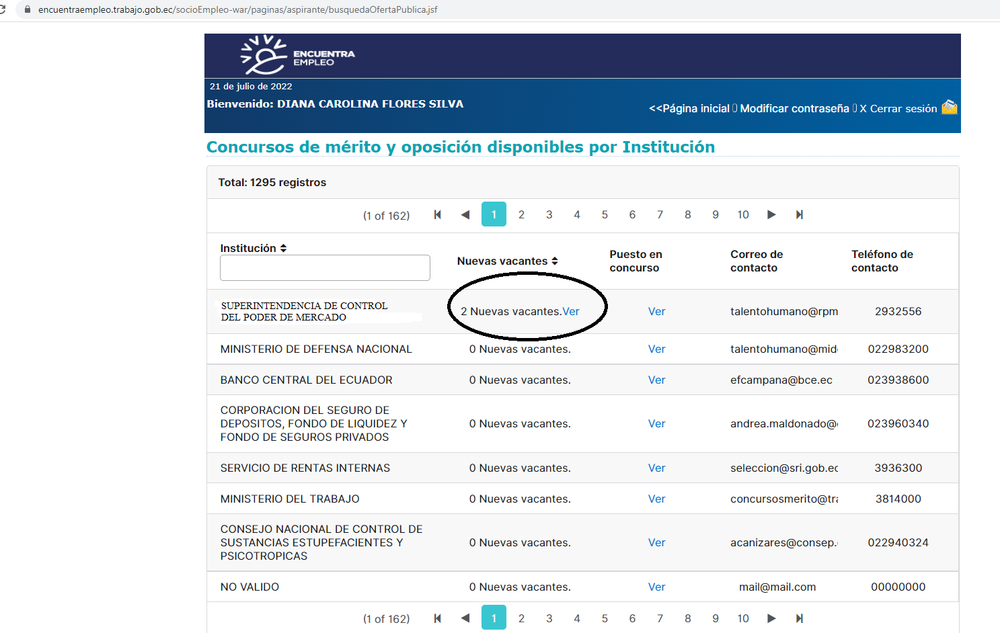 encuentraempleo.trabajo.gob.ec/socioEmpleo-war/paginas/aspirante/busquedaOfertaPublica.jsf
ENCUENTRA
EMPLEO
21 de julio de 2022
Bienvenido: DIANA CAROLINA FLORES SILVA
<<Página inicial Modificar contraseña X Cerrar sesión
Concursos de mérito y oposición disponibles por Institución
Total: 1295 registros
(1 of 162) 1 2 3 4 5 6 7 8 9 10
Institución Nuevas vacantes Puesto en concurso Correo de contacto Teléfono de contacto
SUPERINTENDENCIA DE CONTROL
DEL PODER DE MERCADO
2 Nuevas vacantes.Ver Ver talentohumano@rpm 2932556
MINISTERIO DE DEFENSA NACIONAL 0 Nuevas vacantes. Ver talentohumano@mid 022983200
BANCO CENTRAL DEL ECUADOR 0 Nuevas vacantes. Ver efcampana@bce.ec 023938600
CORPORACION DEL SEGURO DE
DEPOSITOS, FONDO DE LIQUIDEZ Y
FONDO DE SEGUROS PRIVADOS
0 Nuevas vacantes. Ver andrea.maldonado@ 023960340
SERVICIO DE RENTAS INTERNAS 0 Nuevas vacantes. Ver seleccion@sri.gob.ec 3936300
MINISTERIO DEL TRABAJO 0 Nuevas vacantes. Ver concursosmerito@tra 3814000
CONSEJO NACIONAL DE CONTROL DE
SUSTANCIAS ESTUPEFACIENTES Y
PSICOTROPICAS
0 Nuevas vacantes. Ver acanizares@consep. 022940324
NO VALIDO 0 Nuevas vacantes. Ver mail@mail.com 00000000
(1 of 162) 1 2 3 4 5 6 7 8 9 10